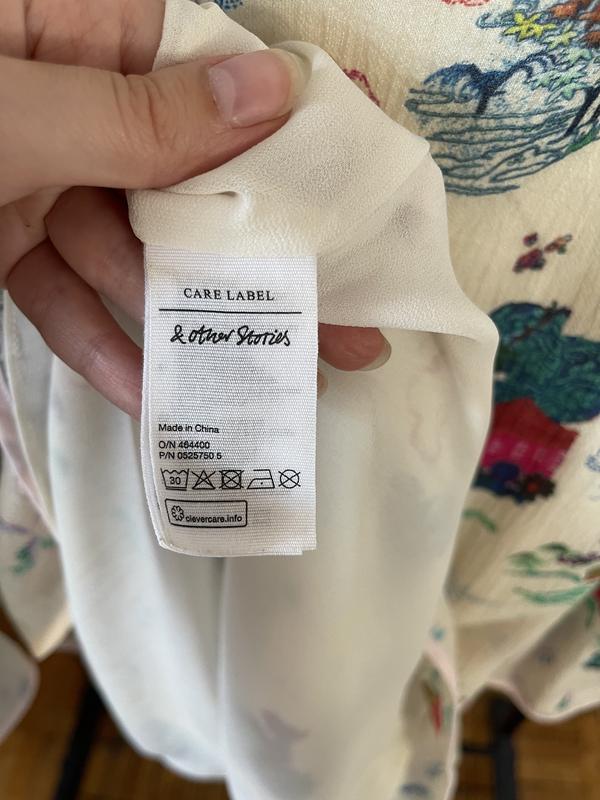 CARE LABEL
& other Stories
Made in China
O/N 464400
P/N 0525750 5
30
clevercare.info